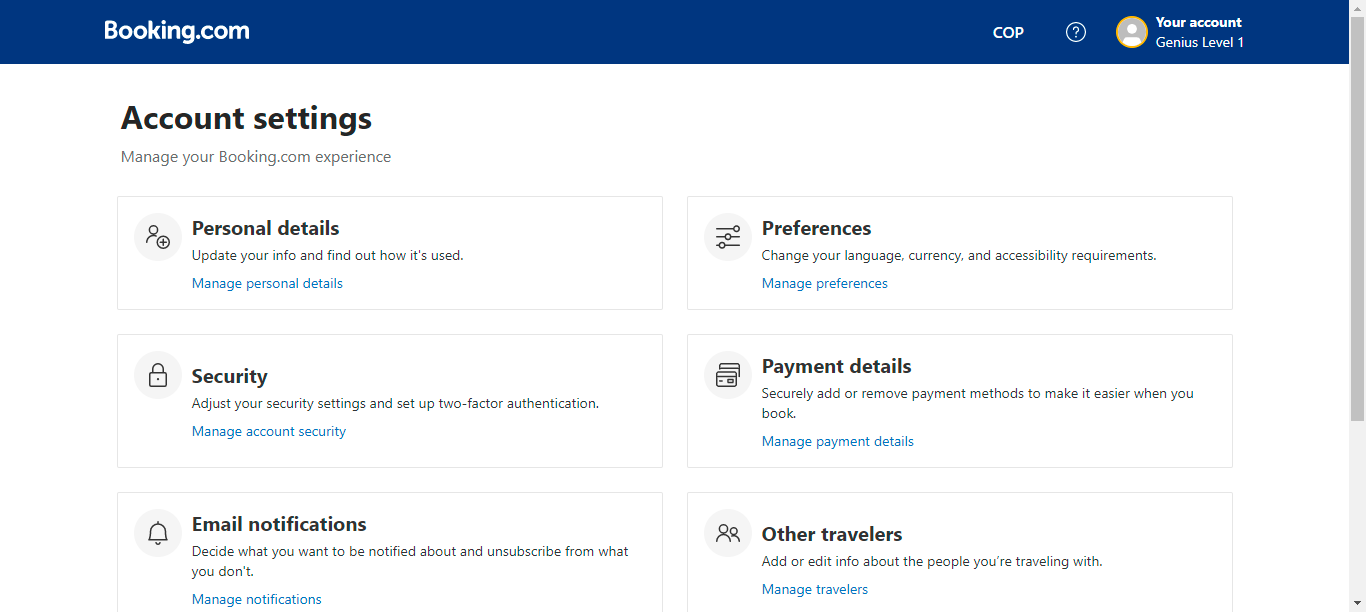 Booking.com
COP
Your account
Genius Level 1
Account settings
Manage your Booking.com experience
Personal details
Update your info and find out how it's used.
Manage personal details
Preferences
Change your language, currency, and accessibility requirements.
Manage preferences
Security
Adjust your security settings and set up two-factor authentication.
Manage account security
Payment details
Securely add or remove payment methods to make it easier when you
book.
Manage payment details
Email notifications
Decide what you want to be notified about and unsubscribe from what
you don't.
Manage notifications
Other travelers
Add or edit info about the people you’re traveling with.
Manage travelers